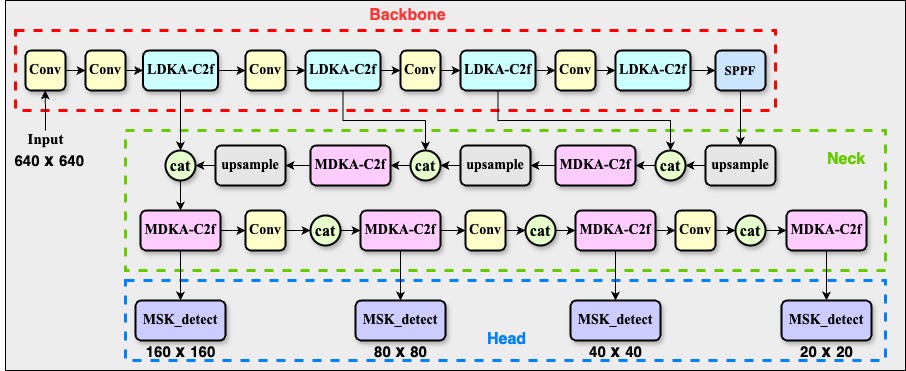 Backbone
Conv Conv LDKA-C2f Conv LDKA-C2f Conv LDKA-C2f Conv LDKA-C2f SPPF
Input
640 x 640
cat upsample MDKA-C2f cat upsample MDKA-C2f cat upsample Neck
MDKA-C2f Conv cat MDKA-C2f Conv cat MDKA-C2f Conv cat MDKA-C2f
MSK_detect MSK_detect MSK_detect MSK_detect
Head
160 x 160 80 x 80 40 x 40 20 x 20